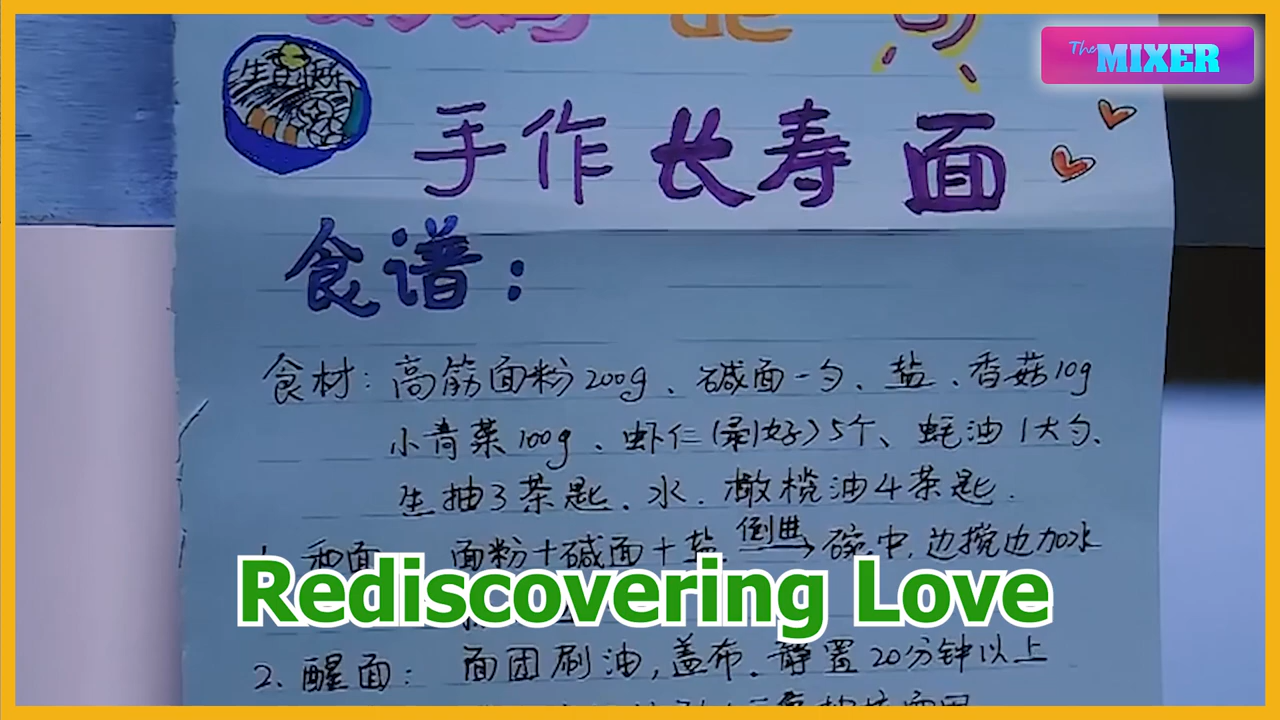 The MIXER
手作长寿面
食谱：
食材：高筋面粉200g、碱面一勺、盐、香菇10g
小青菜100g、虾仁(剥好)5个、蚝油1大勺、
生抽3茶匙、水、橄榄油4茶匙.
倒进
1. 和面 面粉+碱面+盐→碗中,边搅边加水
Rediscovering Love
2. 醒面： 面团刷油,盖布.静置20分钟以上